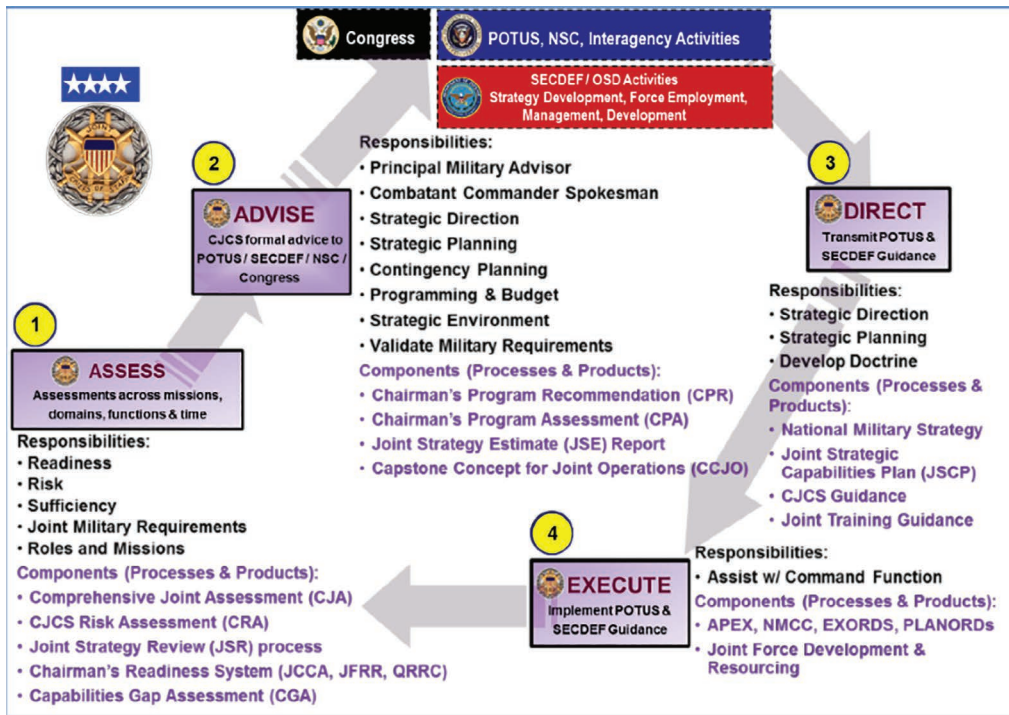 Congress
POTUS, NSC, Interagency Activities
SECDEF / OSD Activities
Strategy Development, Force Employment,
Management, Development
1
ASSESS
Assessments across missions,
domains, functions & time
Responsibilities:
• Readiness
• Risk
• Sufficiency
• Joint Military Requirements
• Roles and Missions
Components (Processes & Products):
• Comprehensive Joint Assessment (CJA)
• CJCS Risk Assessment (CRA)
• Joint Strategy Review (JSR) process
• Chairman's Readiness System (JCCA, JFRR, QRRC)
• Capabilities Gap Assessment (CGA)
2
ADVISE
CJCS formal advice to
POTUS / SECDEF / NSC /
Congress
Responsibilities:
• Principal Military Advisor
• Combatant Commander Spokesman
• Strategic Direction
• Strategic Planning
• Contingency Planning
• Programming & Budget
• Strategic Environment
• Validate Military Requirements
Components (Processes & Products):
• Chairman's Program Recommendation (CPR)
• Chairman's Program Assessment (CPA)
• Joint Strategy Estimate (JSE) Report
• Capstone Concept for Joint Operations (CCJO)
3
DIRECT
Transmit POTUS &
SECDEF Guidance
Responsibilities:
• Strategic Direction
• Strategic Planning
• Develop Doctrine
Components (Processes &
Products):
• National Military Strategy
• Joint Strategic
Capabilities Plan (JSCP)
• CJCS Guidance
• Joint Training Guidance
4
EXECUTE
Implement POTUS &
SECDEF Guidance
Responsibilities:
• Assist w/ Command Function
Components (Processes & Products):
• APEX, NMCC, EXORDS, PLANORDs
• Joint Force Development &
Resourcing
JOINT
CHIEFS OF STAFF